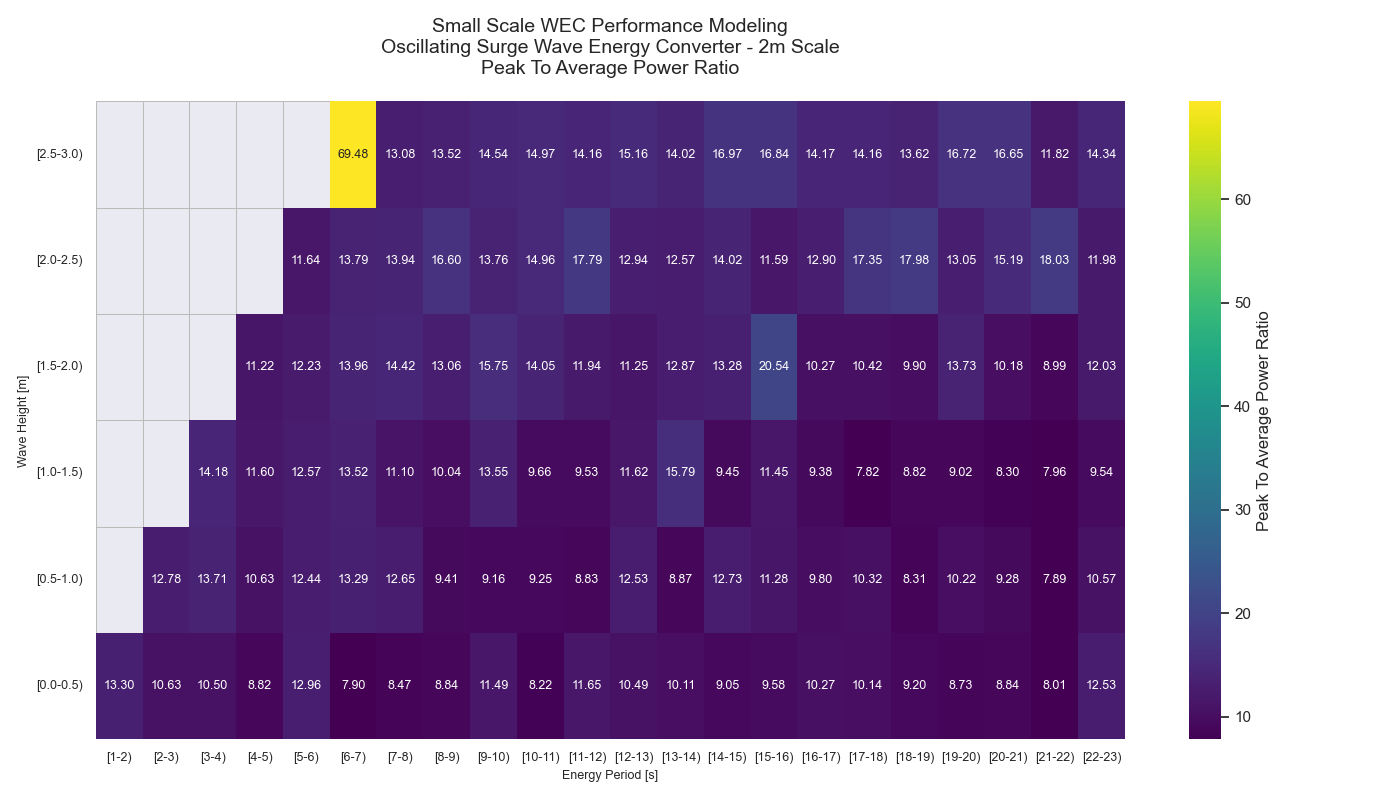 Small Scale WEC Performance Modeling
Oscillating Surge Wave Energy Converter - 2m Scale
Peak To Average Power Ratio
[2.5-3.0) 69.48 13.08 13.52 14.54 14.97 14.16 15.16 14.02 16.97 16.84 14.17 14.16 13.62 16.72 16.65 11.82 14.34
[2.0-2.5) 11.64 13.79 13.94 16.60 13.76 14.96 17.79 12.94 12.57 14.02 11.59 12.90 17.35 17.98 13.05 15.19 18.03 11.98
[1.5-2.0) 11.22 12.23 13.96 14.42 13.06 15.75 14.05 11.94 11.25 12.87 13.28 20.54 10.27 10.42 9.90 13.73 10.18 8.99 12.03
[1.0-1.5) 14.18 11.60 12.57 13.52 11.10 10.04 13.55 9.66 9.53 11.62 15.79 9.45 11.45 9.38 7.82 8.82 9.02 8.30 7.96 9.54
[0.5-1.0) 12.78 13.71 10.63 12.44 13.29 12.65 9.41 9.16 9.25 8.83 12.53 8.87 12.73 11.28 9.80 10.32 8.31 10.22 9.28 7.89 10.57
[0.0-0.5) 13.30 10.63 10.50 8.82 12.96 7.90 8.47 8.84 11.49 8.22 11.65 10.49 10.11 9.05 9.58 10.27 10.14 9.20 8.73 8.84 8.01 12.53
[1-2) [2-3) [3-4) [4-5) [5-6) [6-7) [7-8) [8-9) [9-10) [10-11) [11-12) [12-13) [13-14) [14-15) [15-16) [16-17) [17-18) [18-19) [19-20) [20-21) [21-22) [22-23)
Energy Period [s]
Wave Height [m]
60
50
40
30
20
10
Peak To Average Power Ratio